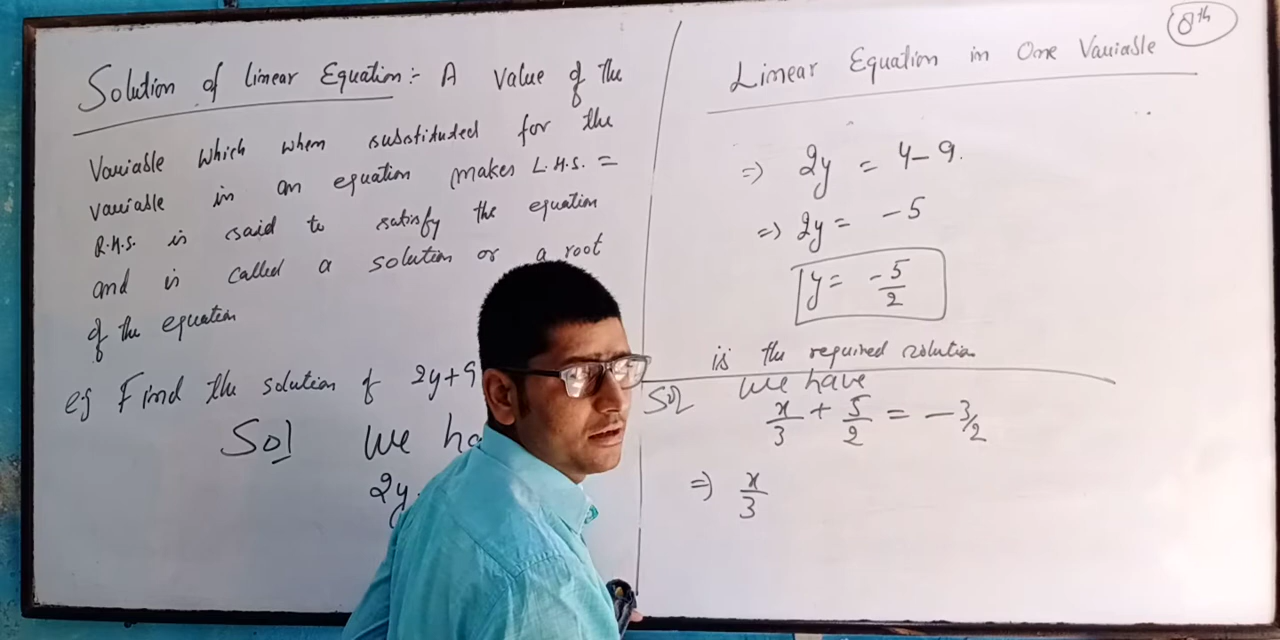 Solution of Linear Equation:- A value of the
Variable which when substituted for the
variable in an equation makes L.H.S. =
R.H.S. is said to satisfy the equation
and is called a solution or a root
of the equation
eg Find the solution of 2y+9
Sol We ha
2y
8th
Linear Equation in One Variable
=) 2y = 4-9.
=) 2y = -5
y = -5/2
is the required solution
Sol We have
x/3 + 5/2 = -3/2
=) x/3